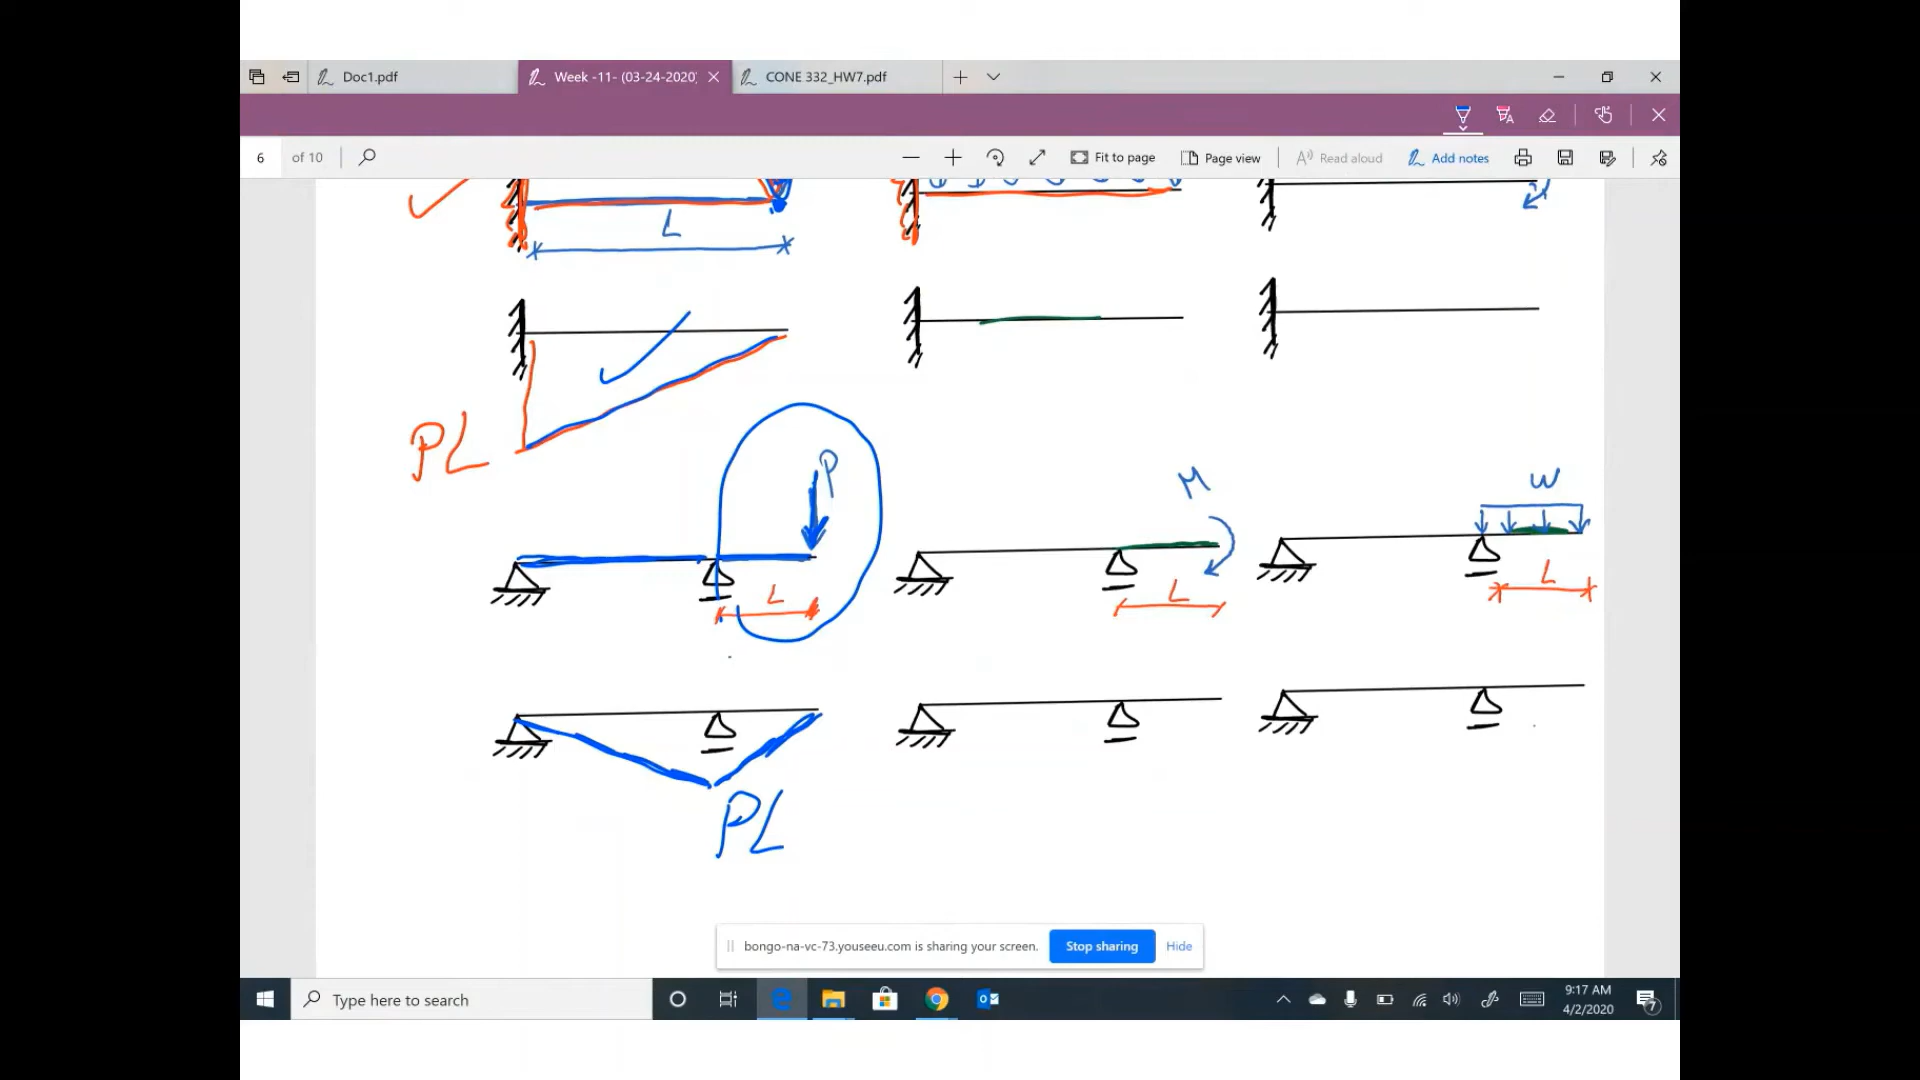 Doc1.pdf
Week -11- (03-24-2020)
CONE 332_HW7.pdf
6 of 10
Fit to page
Page view
Read aloud
Add notes
L
PL
P
M
W
L
L
L
PL
bongo-na-vc-73.youseeu.com is sharing your screen.
Stop sharing
Hide
Type here to search
9:17 AM
4/2/2020
7